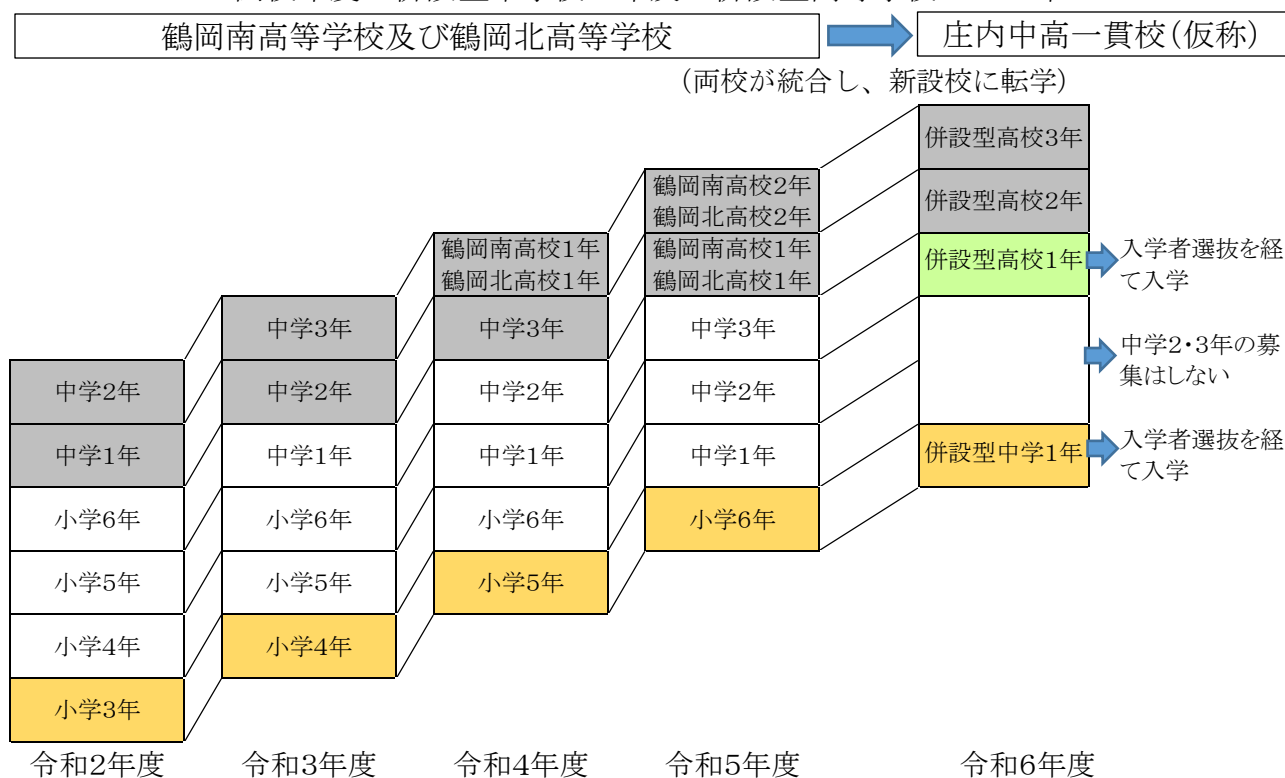 鶴岡南高等学校及び鶴岡北高等学校
庄内中高一貫校(仮称)
(両校が統合し、新設校に転学)
中学2年
中学1年
小学6年
小学5年
小学4年
小学3年
令和2年度
中学3年
中学2年
中学1年
小学6年
小学5年
小学4年
令和3年度
鶴岡南高校1年
鶴岡北高校1年
中学3年
中学2年
中学1年
小学6年
小学5年
令和4年度
鶴岡南高校2年
鶴岡北高校2年
鶴岡南高校1年
鶴岡北高校1年
中学3年
中学2年
中学1年
小学6年
令和5年度
併設型高校3年
併設型高校2年
併設型高校1年
入学者選抜を経
て入学
中学2・3年の募
集はしない
併設型中学1年
入学者選抜を経
て入学
令和6年度